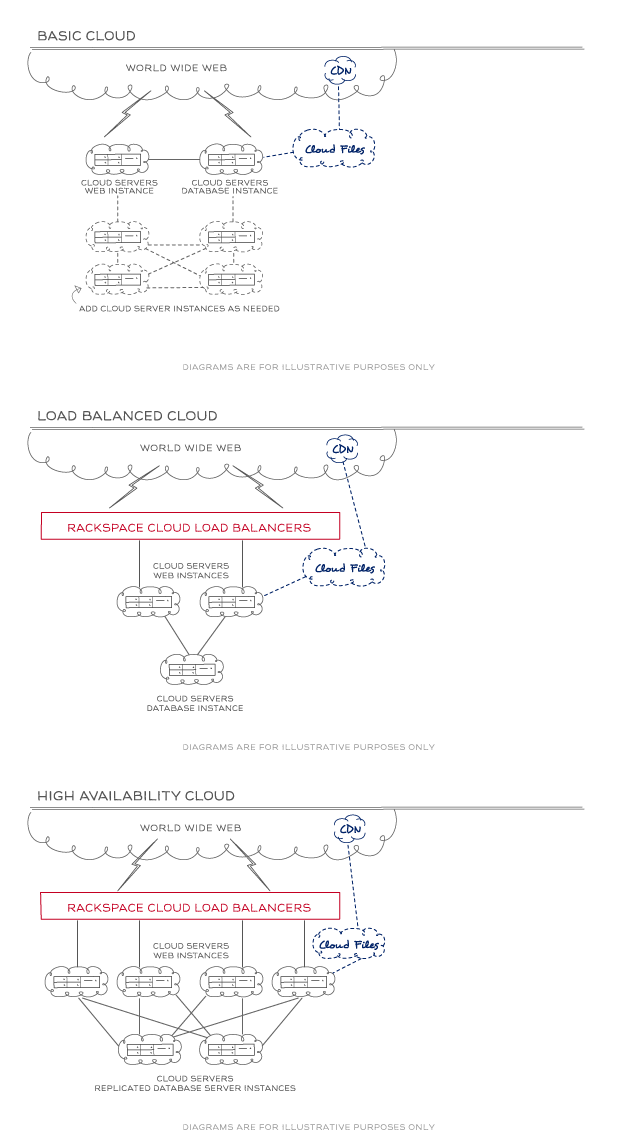 BASIC CLOUD
WORLD WIDE WEB
CDN
Cloud Files
CLOUD SERVERS
WEB INSTANCE
CLOUD SERVERS
DATABASE INSTANCE
ADD CLOUD SERVER INSTANCES AS NEEDED
DIAGRAMS ARE FOR ILLUSTRATIVE PURPOSES ONLY
LOAD BALANCED CLOUD
WORLD WIDE WEB
CDN
RACKSPACE CLOUD LOAD BALANCERS
CLOUD SERVERS
WEB INSTANCES
Cloud Files
CLOUD SERVERS
DATABASE INSTANCE
DIAGRAMS ARE FOR ILLUSTRATIVE PURPOSES ONLY
HIGH AVAILABILITY CLOUD
WORLD WIDE WEB
CDN
RACKSPACE CLOUD LOAD BALANCERS
CLOUD SERVERS
WEB INSTANCES
Cloud Files
CLOUD SERVERS
REPLICATED DATABASE SERVER INSTANCES
DIAGRAMS ARE FOR ILLUSTRATIVE PURPOSES ONLY